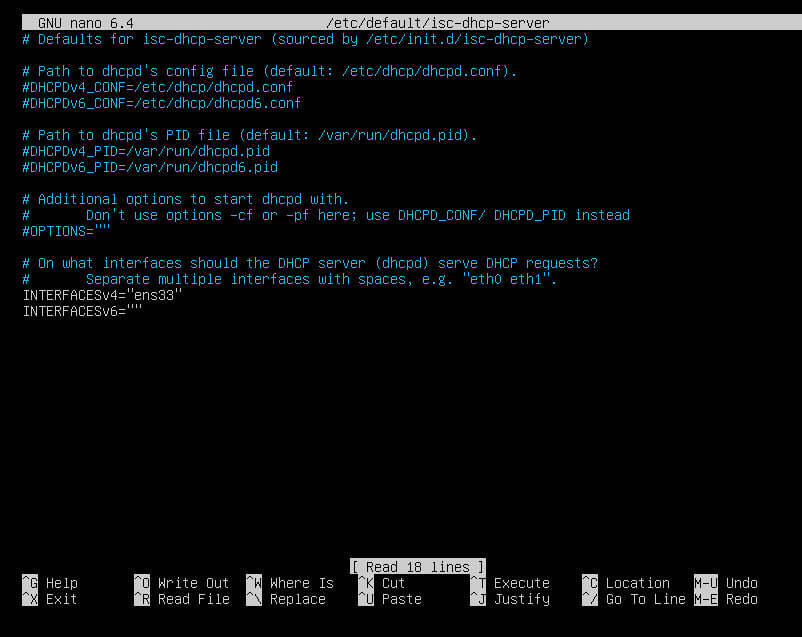 GNU nano 6.4 /etc/default/isc-dhcp-server
# Defaults for isc-dhcp-server (sourced by /etc/init.d/isc-dhcp-server)
# Path to dhcpd's config file (default: /etc/dhcp/dhcpd.conf).
#DHCPDv4_CONF=/etc/dhcp/dhcpd.conf
#DHCPDv6_CONF=/etc/dhcp/dhcpd6.conf
# Path to dhcpd's PID file (default: /var/run/dhcpd.pid).
#DHCPDv4_PID=/var/run/dhcpd.pid
#DHCPDv6_PID=/var/run/dhcpd6.pid
# Additional options to start dhcpd with.
#       Don't use options -cf or -pf here; use DHCPD_CONF/ DHCPD_PID instead
#OPTIONS=""
# On what interfaces should the DHCP server (dhcpd) serve DHCP requests?
#       Separate multiple interfaces with spaces, e.g. "eth0 eth1".
INTERFACESv4="ens33"
INTERFACESv6=""
[ Read 18 lines ]
^G Help ^O Write Out ^W Where Is ^K Cut ^T Execute ^C Location M-U Undo
^X Exit ^R Read File ^\ Replace ^U Paste ^J Justify ^/ Go To Line M-E Redo